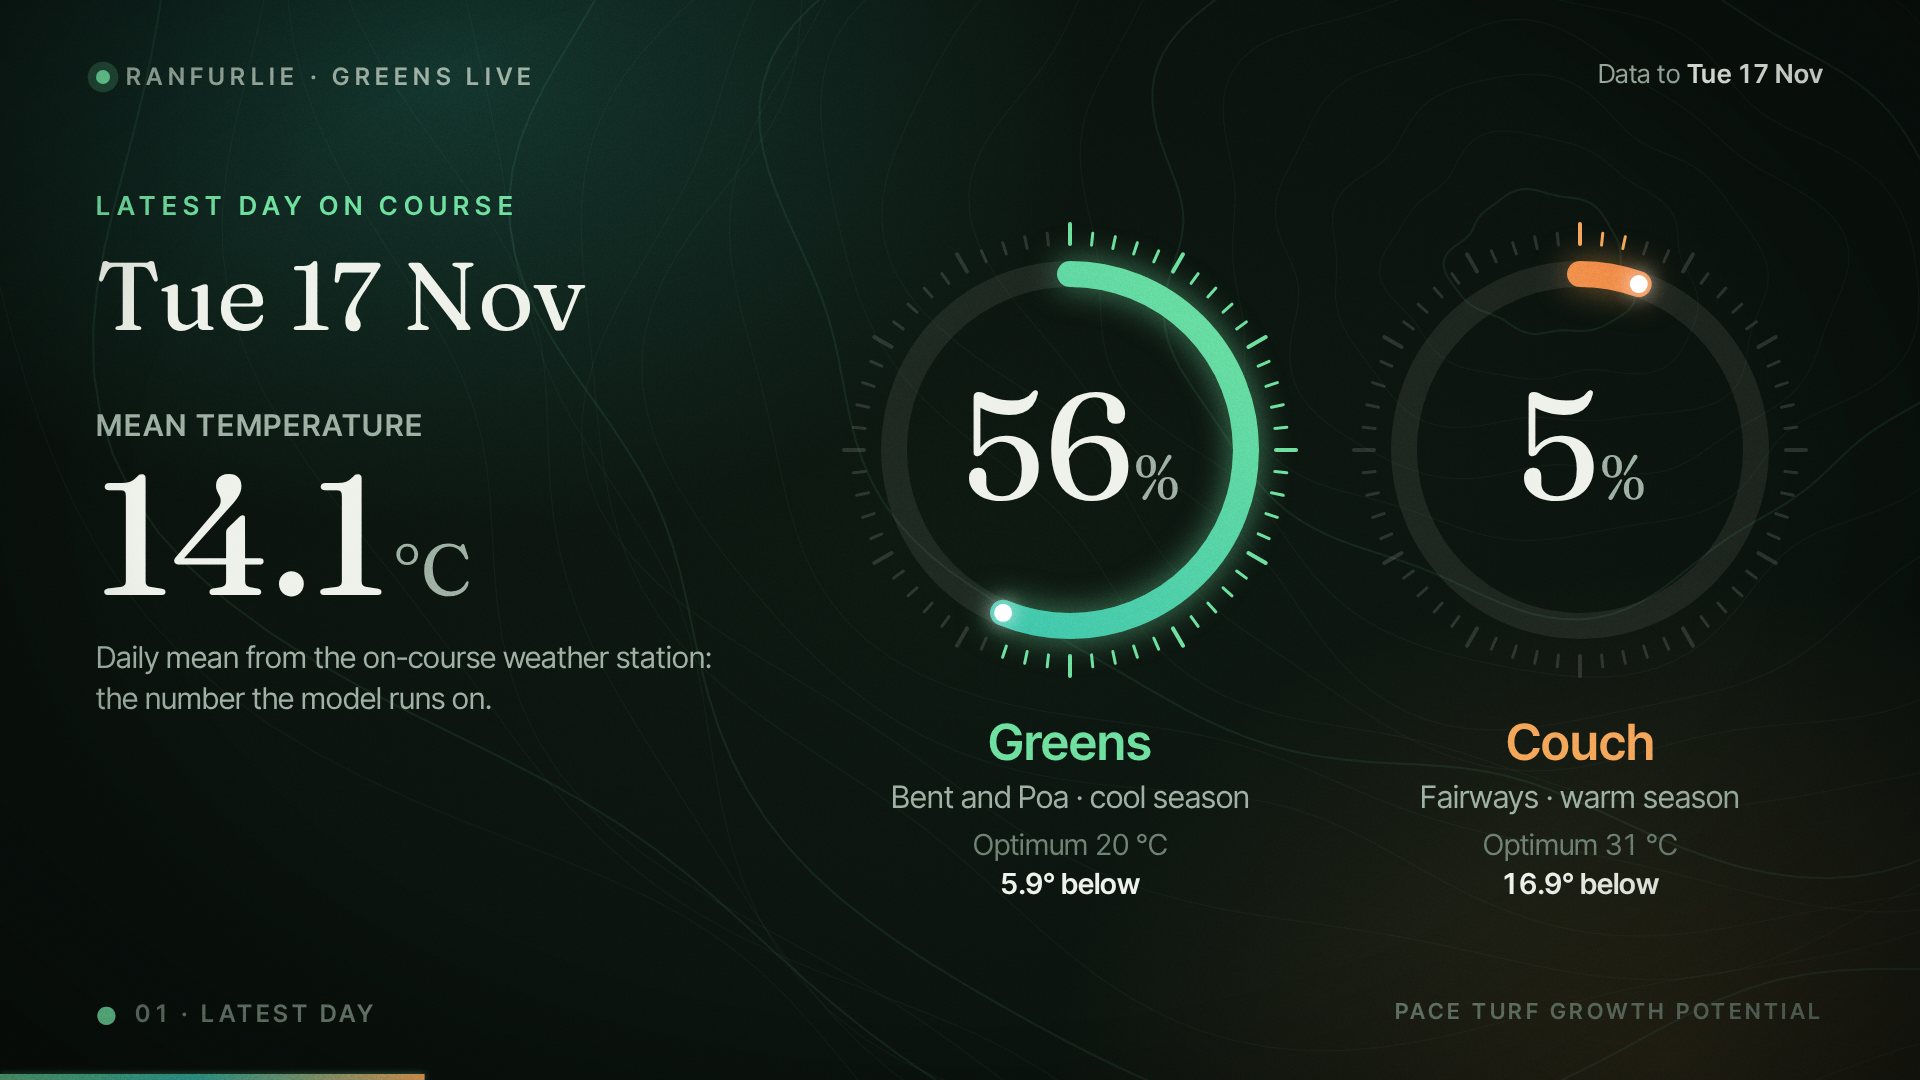 RANFURLIE · GREENS LIVE
Data to Tue 17 Nov
LATEST DAY ON COURSE
Tue 17 Nov
MEAN TEMPERATURE
14.1 °C
Daily mean from the on-course weather station:
the number the model runs on.
56%
Greens
Bent and Poa · cool season
Optimum 20 °C
5.9° below
5%
Couch
Fairways · warm season
Optimum 31 °C
16.9° below
01 · LATEST DAY
PACE TURF GROWTH POTENTIAL